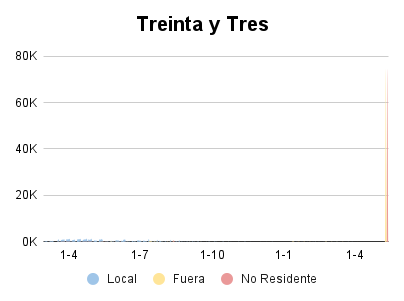 Treinta y Tres
80K
60K
40K
20K
0K
1-4 1-7 1-10 1-1 1-4
Local Fuera No Residente